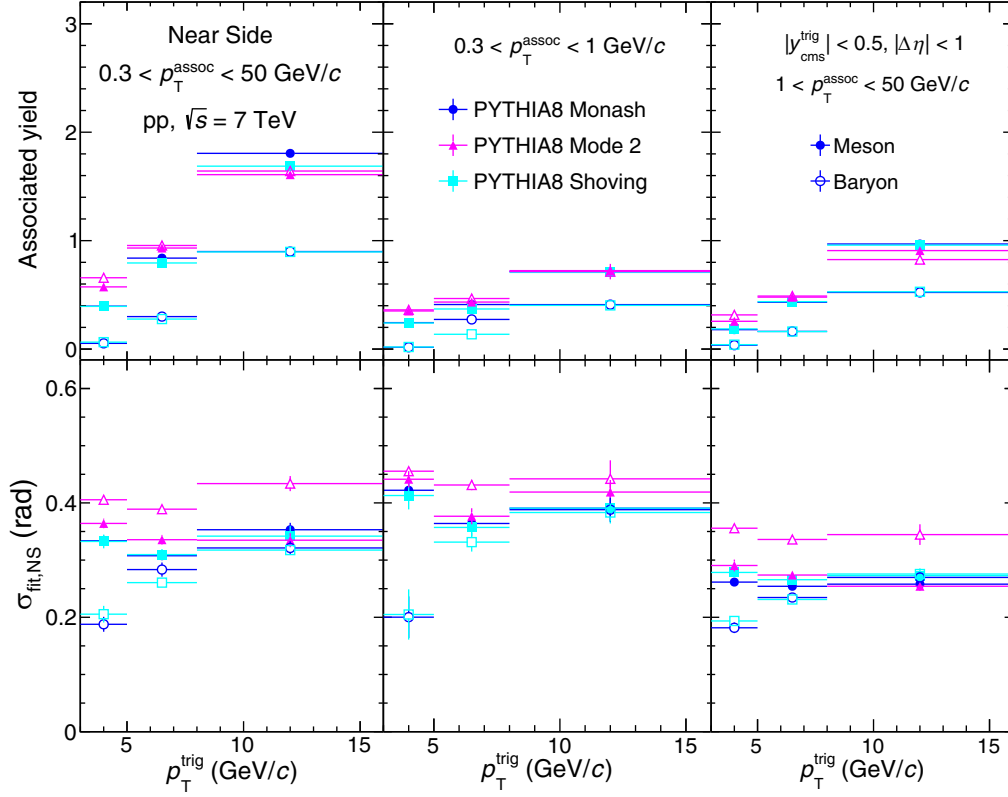 Near Side
0.3 < p_T^assoc < 50 GeV/c
pp, √s = 7 TeV
0.3 < p_T^assoc < 1 GeV/c
PYTHIA8 Monash
PYTHIA8 Mode 2
PYTHIA8 Shoving
|y_cms^trig| < 0.5, |Δη| < 1
1 < p_T^assoc < 50 GeV/c
Meson
Baryon
Associated yield
3
2
1
0
σ_fit,NS (rad)
0.6
0.4
0.2
0
5 10 15
5 10 15
5 10 15
p_T^trig (GeV/c)
p_T^trig (GeV/c)
p_T^trig (GeV/c)